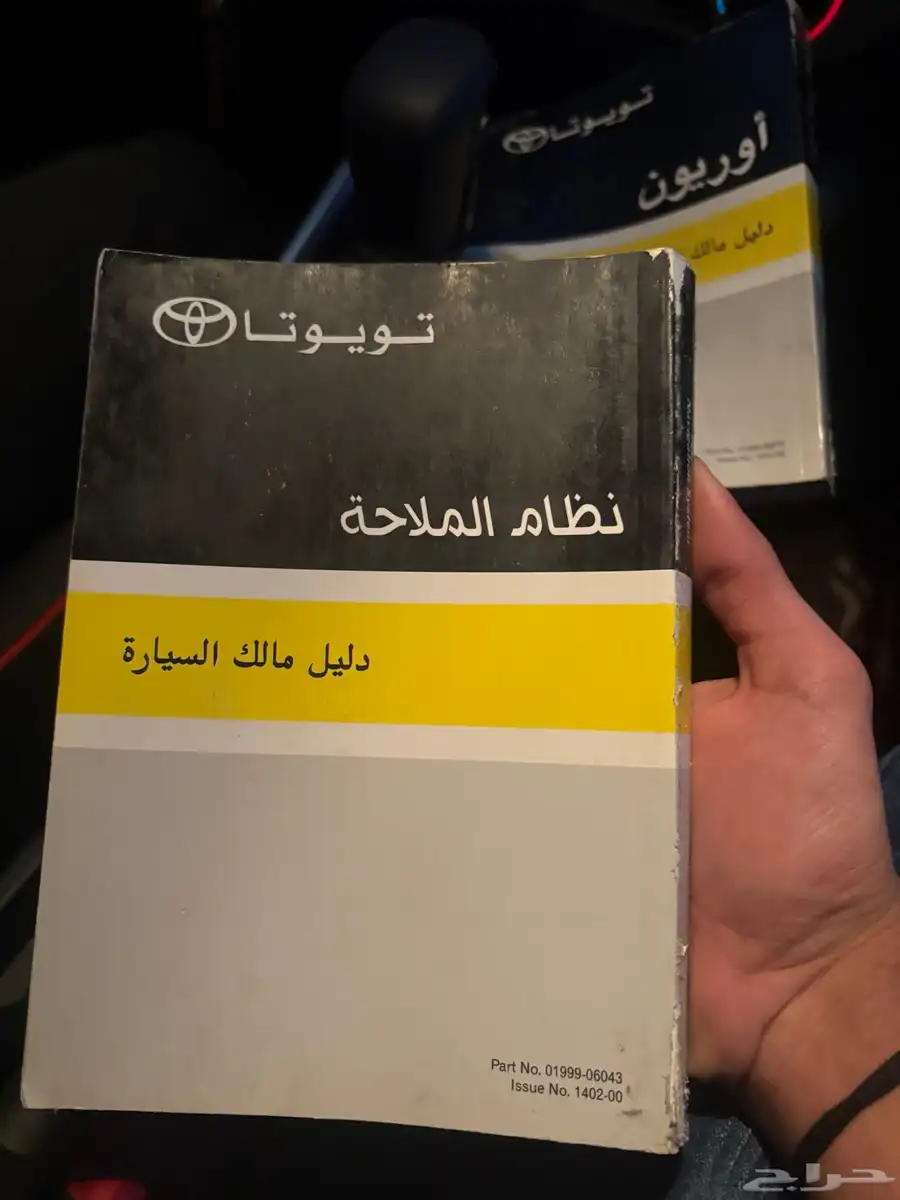 تويوتا
أوريون
دليل مالك
تويوتا
نظام الملاحة
دليل مالك السيارة
Part No. 01999-06043
Issue No. 1402-00
حراج